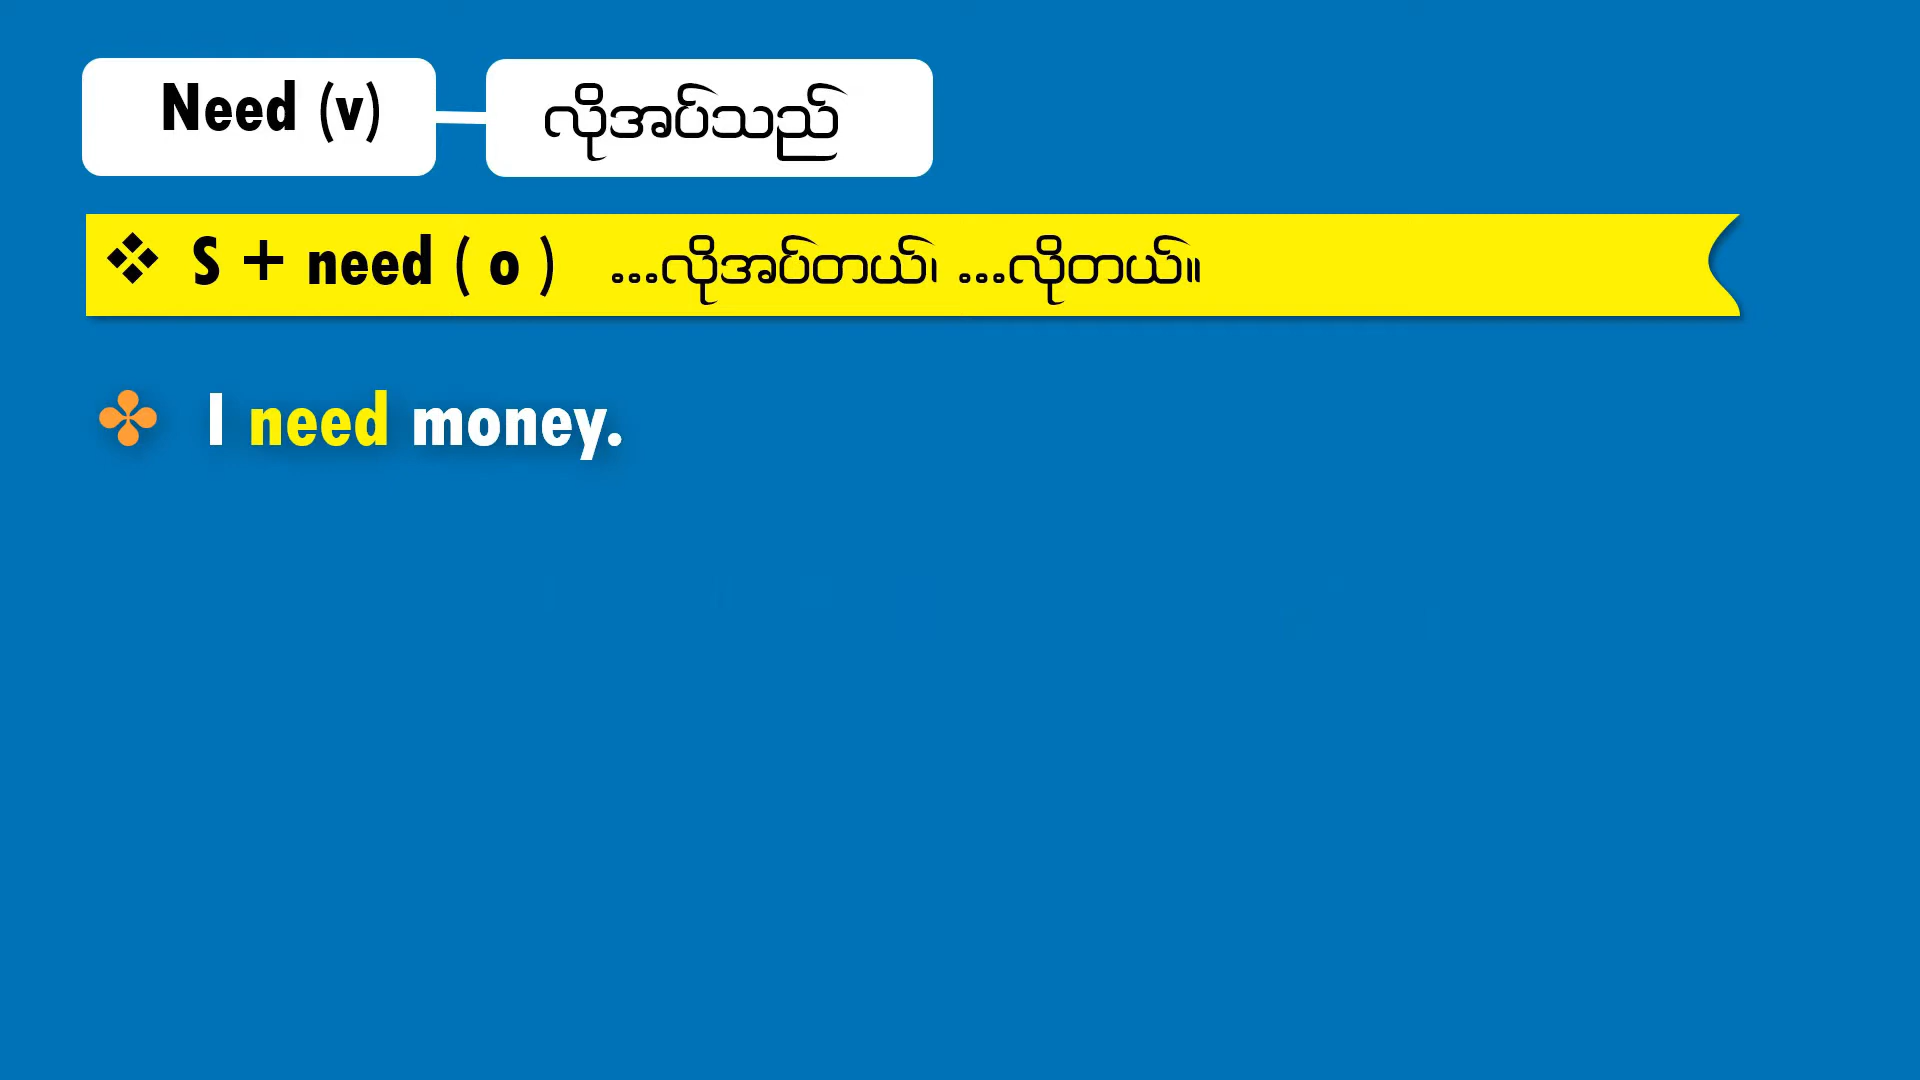 Need (v) လိုအပ်သည်
❖ S + need ( o ) ...လိုအပ်တယ်၊ ...လိုတယ်။
I need money.